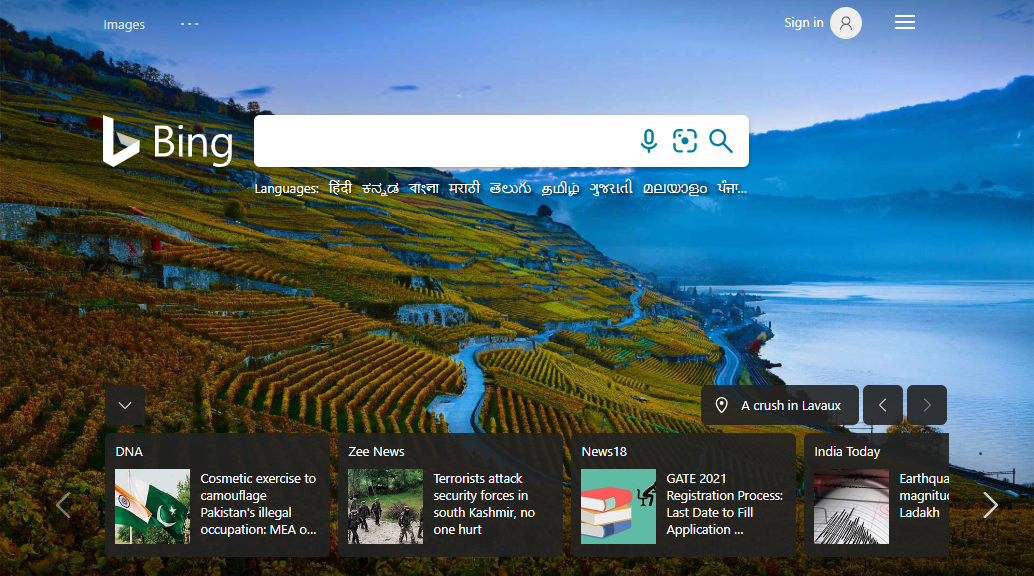 Images
...
Sign in
Bing
Languages: हिंदी ಕನ್ನಡ বাংলা मराठी తెలుగు தமிழ் ગુજરાતી മലയാളം ਪੰਜਾ...
A crush in Lavaux
DNA
Cosmetic exercise to
camouflage
Pakistan's illegal
occupation: MEA o...
Zee News
Terrorists attack
security forces in
south Kashmir, no
one hurt
News18
GATE 2021
Registration Process:
Last Date to Fill
Application ...
India Today
Earthqua
magnitud
Ladakh